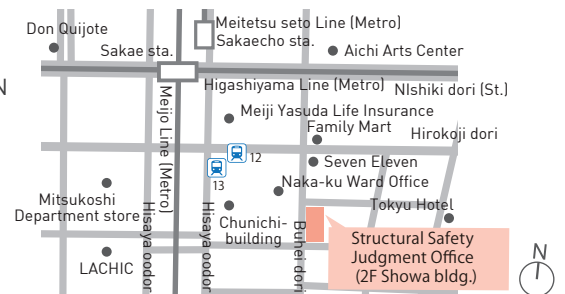 Meitetsu seto Line (Metro)
Sakaecho sta.
Don Quijote
Sakae sta.
Aichi Arts Center
N
Higashiyama Line (Metro)
NIshiki dori (St.)
Meijo Line (Metro)
Meiji Yasuda Life Insurance
Family Mart
Hirokoji dori
12
Seven Eleven
13
Naka-ku Ward Office
Mitsukoshi
Department store
Hisaya oodori
Hisaya oodori
Chunichi-
building
Buhei dori
Tokyu Hotel
Structural Safety
Judgment Office
(2F Showa bldg.)
LACHIC
N